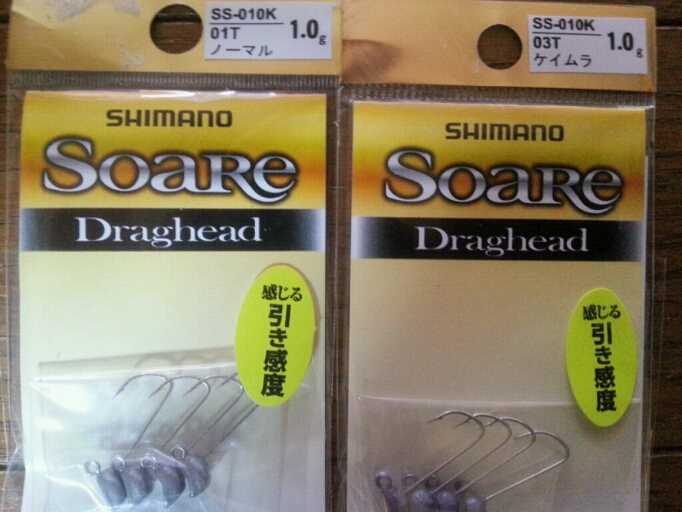 SS-010K
01T
ノーマル
1.0g
SHIMANO
SoaRe
Draghead
感じる
引き感度
SS-010K
03T
ケイムラ
1.0g
SHIMANO
SoaRe
Draghead
感じる
引き感度